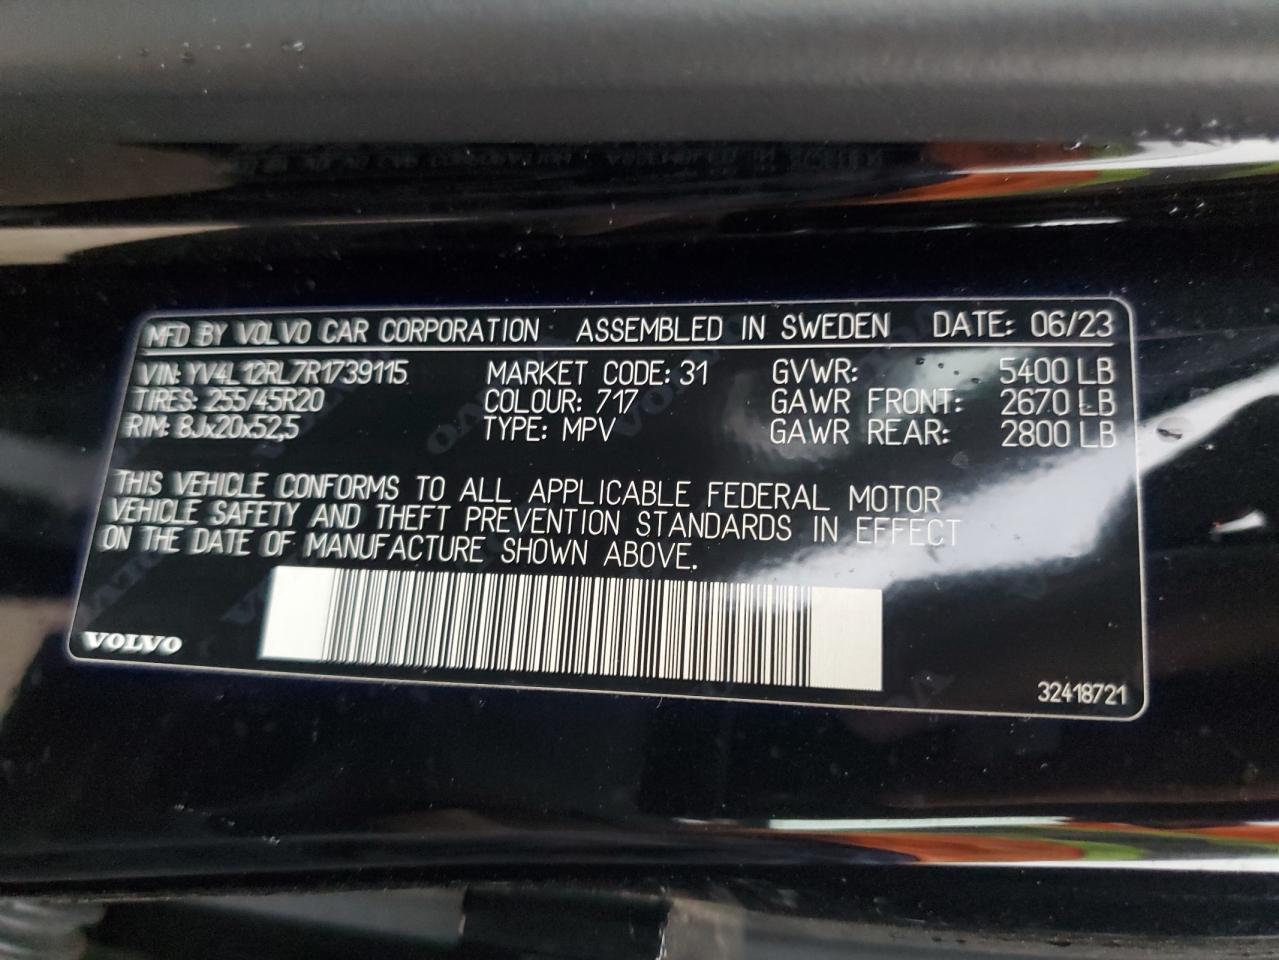 MFD BY VOLVO CAR CORPORATION ASSEMBLED IN SWEDEN DATE: 06/23
VIN: YV4L12RL7R1739115 MARKET CODE: 31 GVWR: 5400 LB
TIRES: 255/45R20 COLOUR: 717 GAWR FRONT: 2670 LB
RIM: 8Jx20x52,5 TYPE: MPV GAWR REAR: 2800 LB
THIS VEHICLE CONFORMS TO ALL APPLICABLE FEDERAL MOTOR
VEHICLE SAFETY AND THEFT PREVENTION STANDARDS IN EFFECT
ON THE DATE OF MANUFACTURE SHOWN ABOVE.
VOLVO
32418721